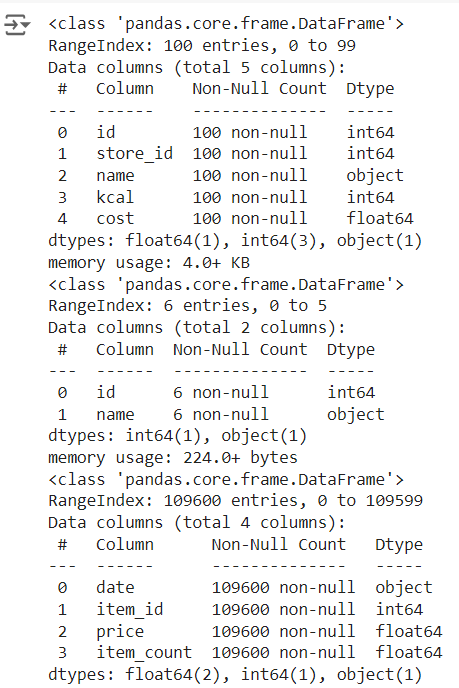 <class 'pandas.core.frame.DataFrame'>
RangeIndex: 100 entries, 0 to 99
Data columns (total 5 columns):
 #   Column    Non-Null Count  Dtype
---  ------    --------------  -----
 0   id        100 non-null    int64
 1   store_id  100 non-null    int64
 2   name      100 non-null    object
 3   kcal      100 non-null    int64
 4   cost      100 non-null    float64
dtypes: float64(1), int64(3), object(1)
memory usage: 4.0+ KB
<class 'pandas.core.frame.DataFrame'>
RangeIndex: 6 entries, 0 to 5
Data columns (total 2 columns):
 #   Column  Non-Null Count  Dtype
---  ------  --------------  -----
 0   id      6 non-null      int64
 1   name    6 non-null      object
dtypes: int64(1), object(1)
memory usage: 224.0+ bytes
<class 'pandas.core.frame.DataFrame'>
RangeIndex: 109600 entries, 0 to 109599
Data columns (total 4 columns):
 #   Column      Non-Null Count   Dtype
---  ------      --------------   -----
 0   date        109600 non-null  object
 1   item_id     109600 non-null  int64
 2   price       109600 non-null  float64
 3   item_count  109600 non-null  float64
dtypes: float64(2), int64(1), object(1)